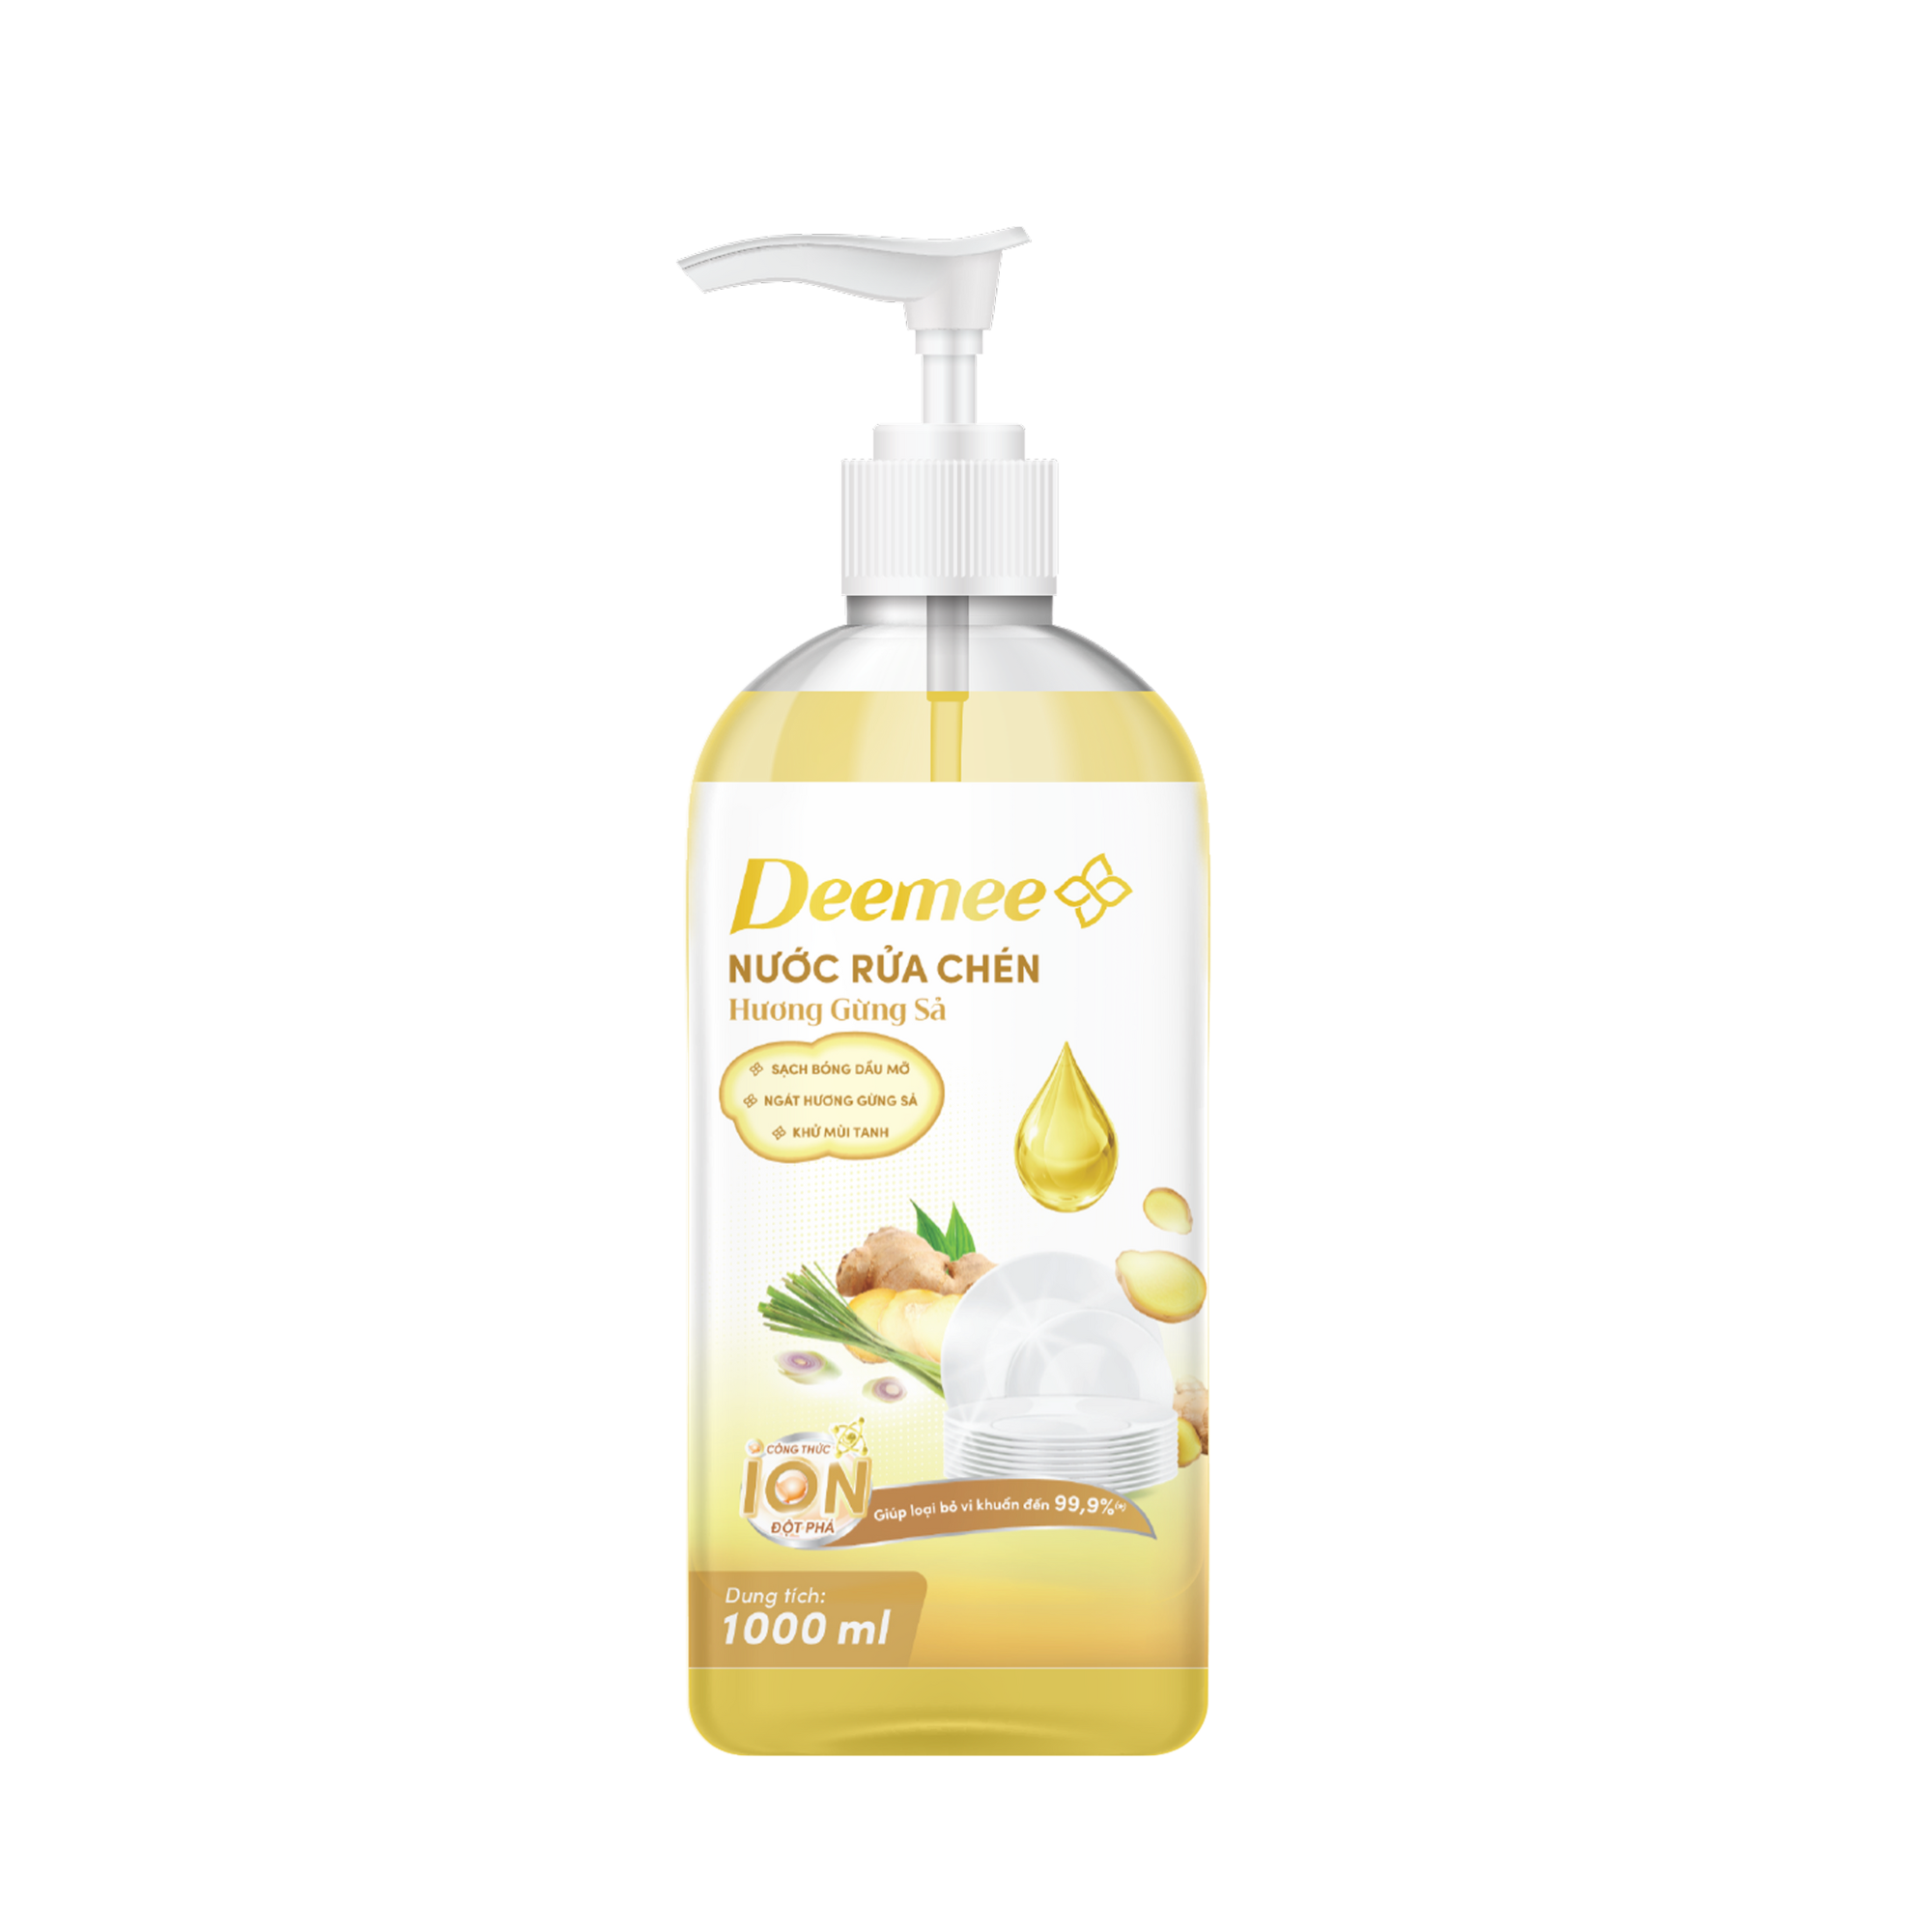 Deemee
NƯỚC RỬA CHÉN
Hương Gừng Sả
SẠCH BÓNG DẦU MỠ
NGÁT HƯƠNG GỪNG SẢ
KHỬ MÙI TANH
CÔNG THỨC
ION
ĐỘT PHÁ
Giúp loại bỏ vi khuẩn đến 99,9%(*)
Dung tích:
1000 ml